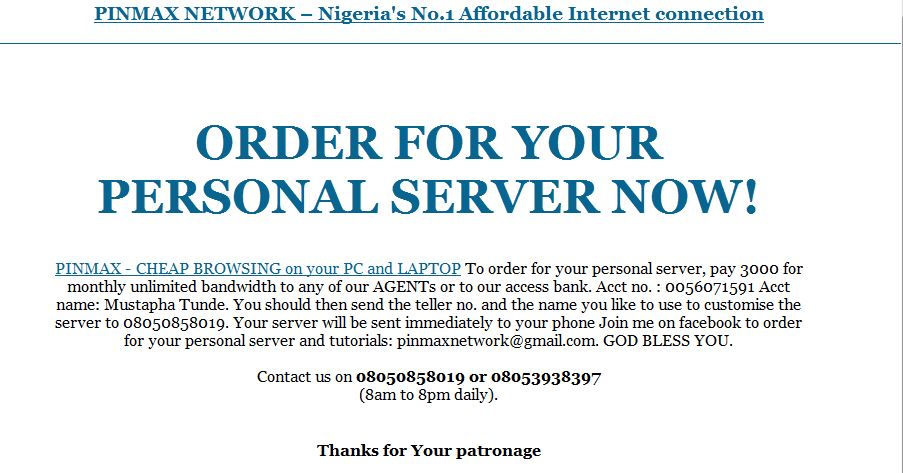 PINMAX NETWORK – Nigeria's No.1 Affordable Internet connection
ORDER FOR YOUR
PERSONAL SERVER NOW!
PINMAX - CHEAP BROWSING on your PC and LAPTOP To order for your personal server, pay 3000 for
monthly unlimited bandwidth to any of our AGENTs or to our access bank. Acct no. : 0056071591 Acct
name: Mustapha Tunde. You should then send the teller no. and the name you like to use to customise the
server to 08050858019. Your server will be sent immediately to your phone Join me on facebook to order
for your personal server and tutorials: pinmaxnetwork@gmail.com. GOD BLESS YOU.
Contact us on 08050858019 or 08053938397
(8am to 8pm daily).
Thanks for Your patronage